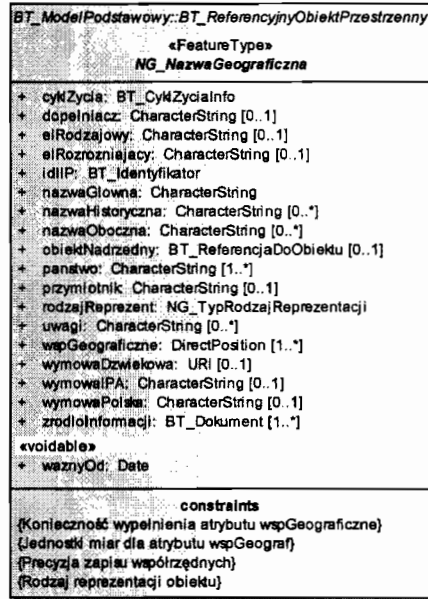 BT_ModelPodstawowy::BT_ReferencyjnyObiektPrzestrzenny
«FeatureType»
NG_NazwaGeograficzna
+ cyklZycia: BT_CyklZyciaInfo
+ dopelniacz: CharacterString [0..1]
+ elRodzajowy: CharacterString [0..1]
+ elRozrozniajacy: CharacterString [0..1]
+ idIIP: BT_Identyfikator
+ nazwaGlowna: CharacterString
+ nazwaHistoryczna: CharacterString [0..*]
+ nazwaOboczna: CharacterString [0..*]
+ obiektNadrzedny: BT_ReferencjaDoObiektu [0..1]
+ panstwo: CharacterString [1..*]
+ przymiotnik: CharacterString [0..1]
+ rodzajReprezent: NG_TypRodzajReprezentacji
+ uwagi: CharacterString [0..*]
+ wspGeograficzne: DirectPosition [1..*]
+ wymowaDzwiekowa: URI [0..1]
+ wymowaIPA: CharacterString [0..1]
+ wymowaPolska: CharacterString [0..1]
+ zrodloInformacji: BT_Dokument [1..*]
«voidable»
+ waznyOd: Date
constraints
{Konieczność wypełnienia atrybutu wspGeograficzne}
{Jednostki miar dla atrybutu wspGeograf}
{Precyzja zapisu współrzędnych}
{Rodzaj reprezentacji obiektu}